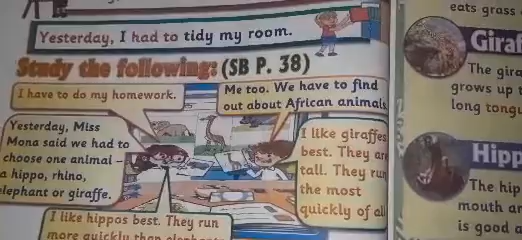 Yesterday, I had to tidy my room.
Study the following: (SB P. 38)
I have to do my homework.
Me too. We have to find
out about African animals
Yesterday, Miss
Mona said we had to
choose one animal –
a hippo, rhino,
elephant or giraffe.
I like giraffes
best. They are
tall. They run
the most
quickly of all
I like hippos best. They run
more quickly than elephants
eats grass
Giraf
The gira
grows up t
long tongu
Hipp
The hip
mouth an
is good a